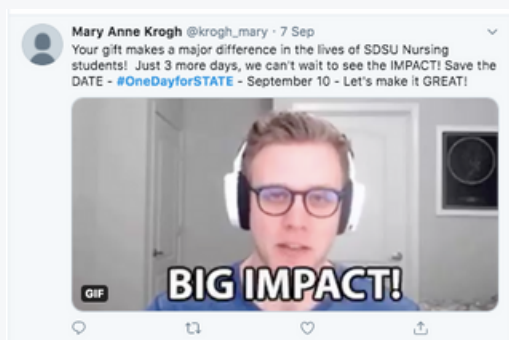 Mary Anne Krogh @krogh_mary · 7 Sep
Your gift makes a major difference in the lives of SDSU Nursing
students! Just 3 more days, we can't wait to see the IMPACT! Save the
DATE - #OneDayforSTATE - September 10 - Let's make it GREAT!
BIG IMPACT!
GIF